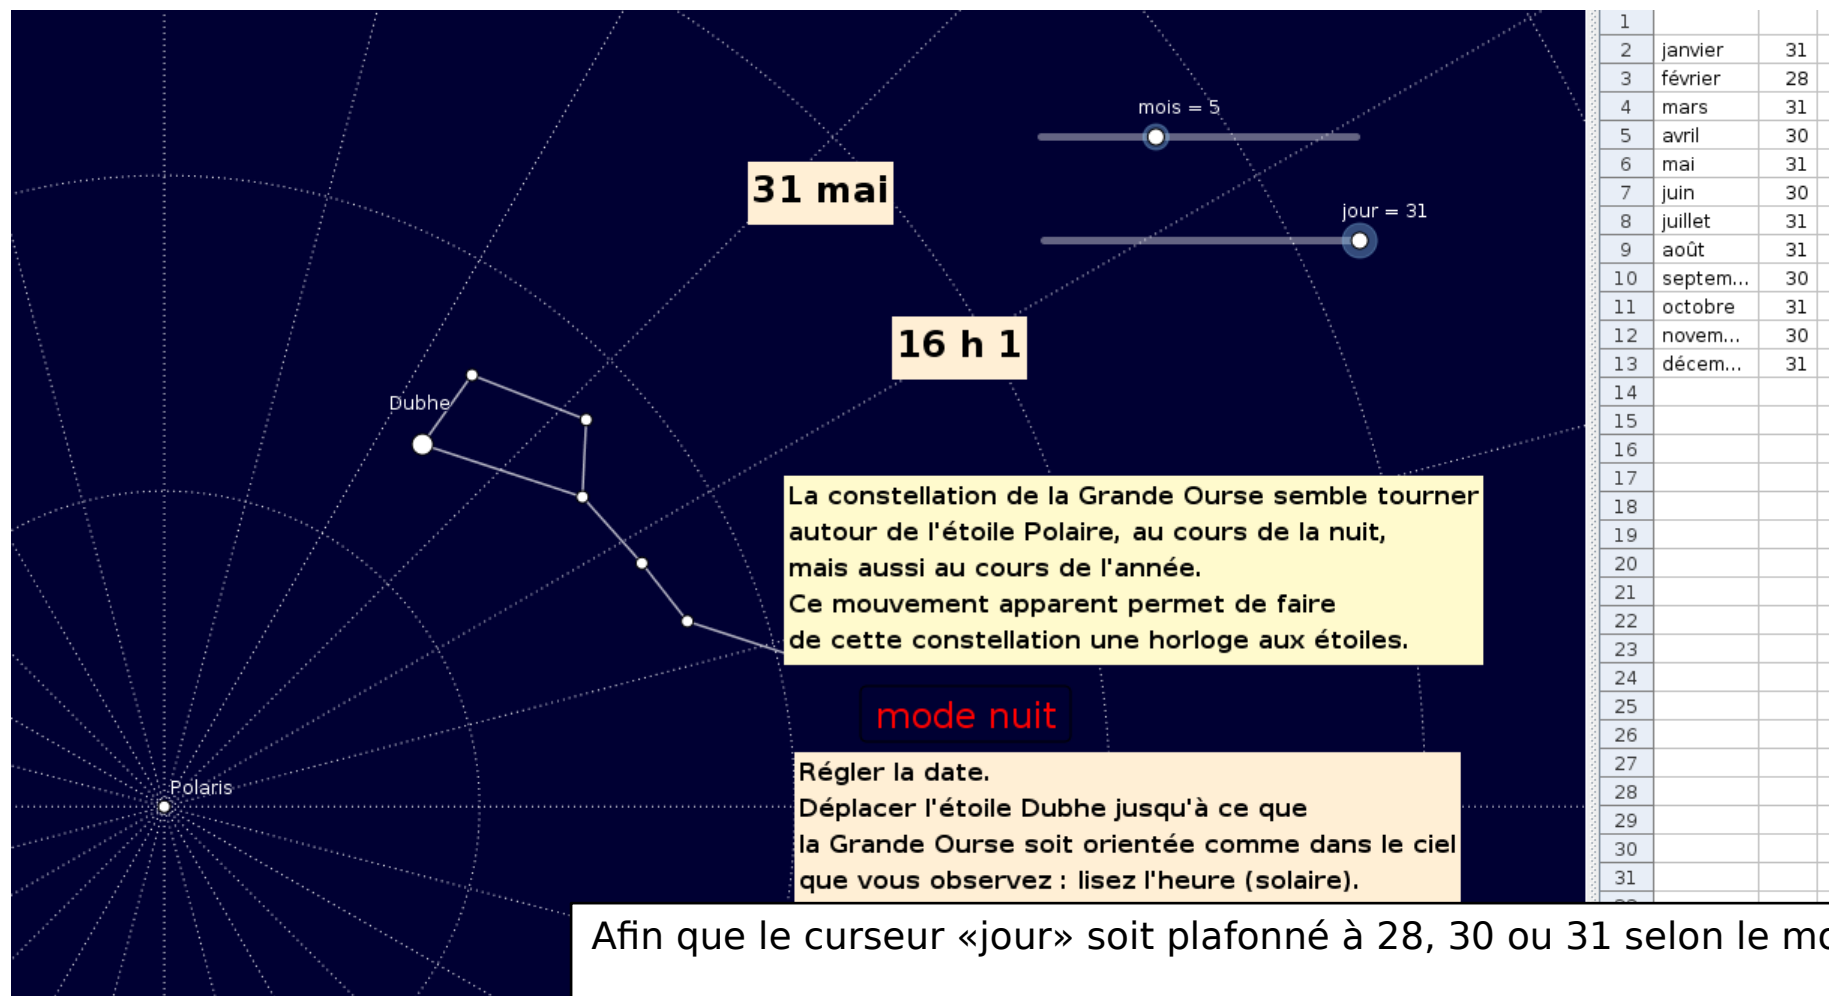 mois = 5
31 mai
jour = 31
16 h 1
Dubhe
La constellation de la Grande Ourse semble tourner
autour de l'étoile Polaire, au cours de la nuit,
mais aussi au cours de l'année.
Ce mouvement apparent permet de faire
de cette constellation une horloge aux étoiles.
mode nuit
Polaris
Régler la date.
Déplacer l'étoile Dubhe jusqu'à ce que
la Grande Ourse soit orientée comme dans le ciel
que vous observez : lisez l'heure (solaire).
Afin que le curseur «jour» soit plafonné à 28, 30 ou 31 selon le
1
2 janvier 31
3 février 28
4 mars 31
5 avril 30
6 mai 31
7 juin 30
8 juillet 31
9 août 31
10 septem... 30
11 octobre 31
12 novem... 30
13 décem... 31
14
15
16
17
18
19
20
21
22
23
24
25
26
27
28
29
30
31